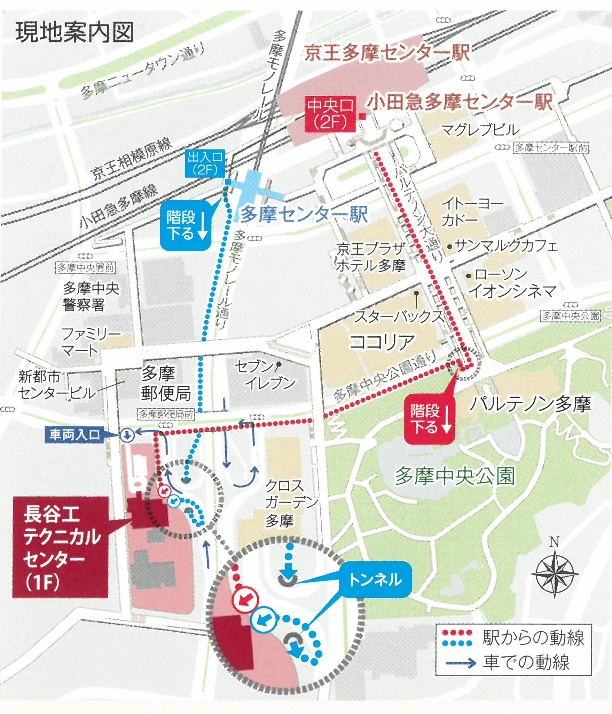 現地案内図
多摩ニュータウン通り
多摩モノレール
京王多摩センター駅
中央口
(2F)
小田急多摩センター駅
マグレブビル
多摩センター駅前
京王相模原線
小田急多摩線
出入口
(2F)
階段
下る
多摩センター駅
パルテノン大通り
イトーヨー
カドー
サンマルクカフェ
京王プラザ
ホテル多摩
ローソン
イオンシネマ
多摩モノレール通り
多摩中央署前
多摩中央
警察署
スターバックス
多摩中央公園
ファミリー
マート
ココリア
新都市
センタービル
多摩
郵便局
セブン
イレブン
多摩中央公園通り
多摩郵便局前
階段
下る
パルテノン多摩
車両入口
多摩中央公園
クロス
ガーデン
多摩
長谷工
テクニカル
センター
(1F)
トンネル
N
駅からの動線
車での動線